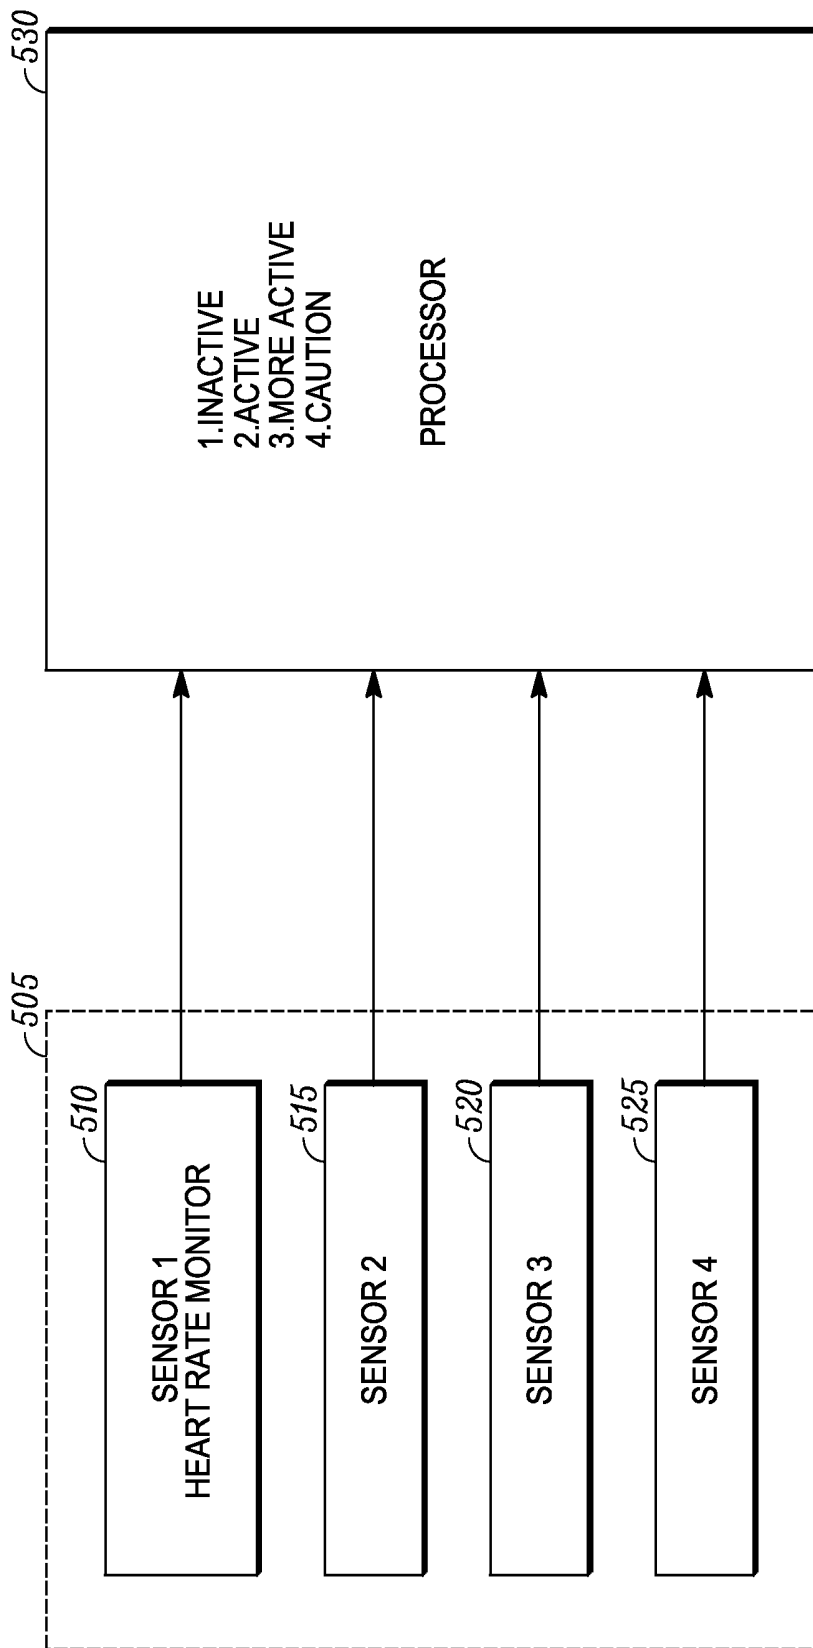 505
510
SENSOR 1
HEART RATE MONITOR
515
SENSOR 2
520
SENSOR 3
525
SENSOR 4
530
1.INACTIVE
2.ACTIVE
3.MORE ACTIVE
4.CAUTION
PROCESSOR